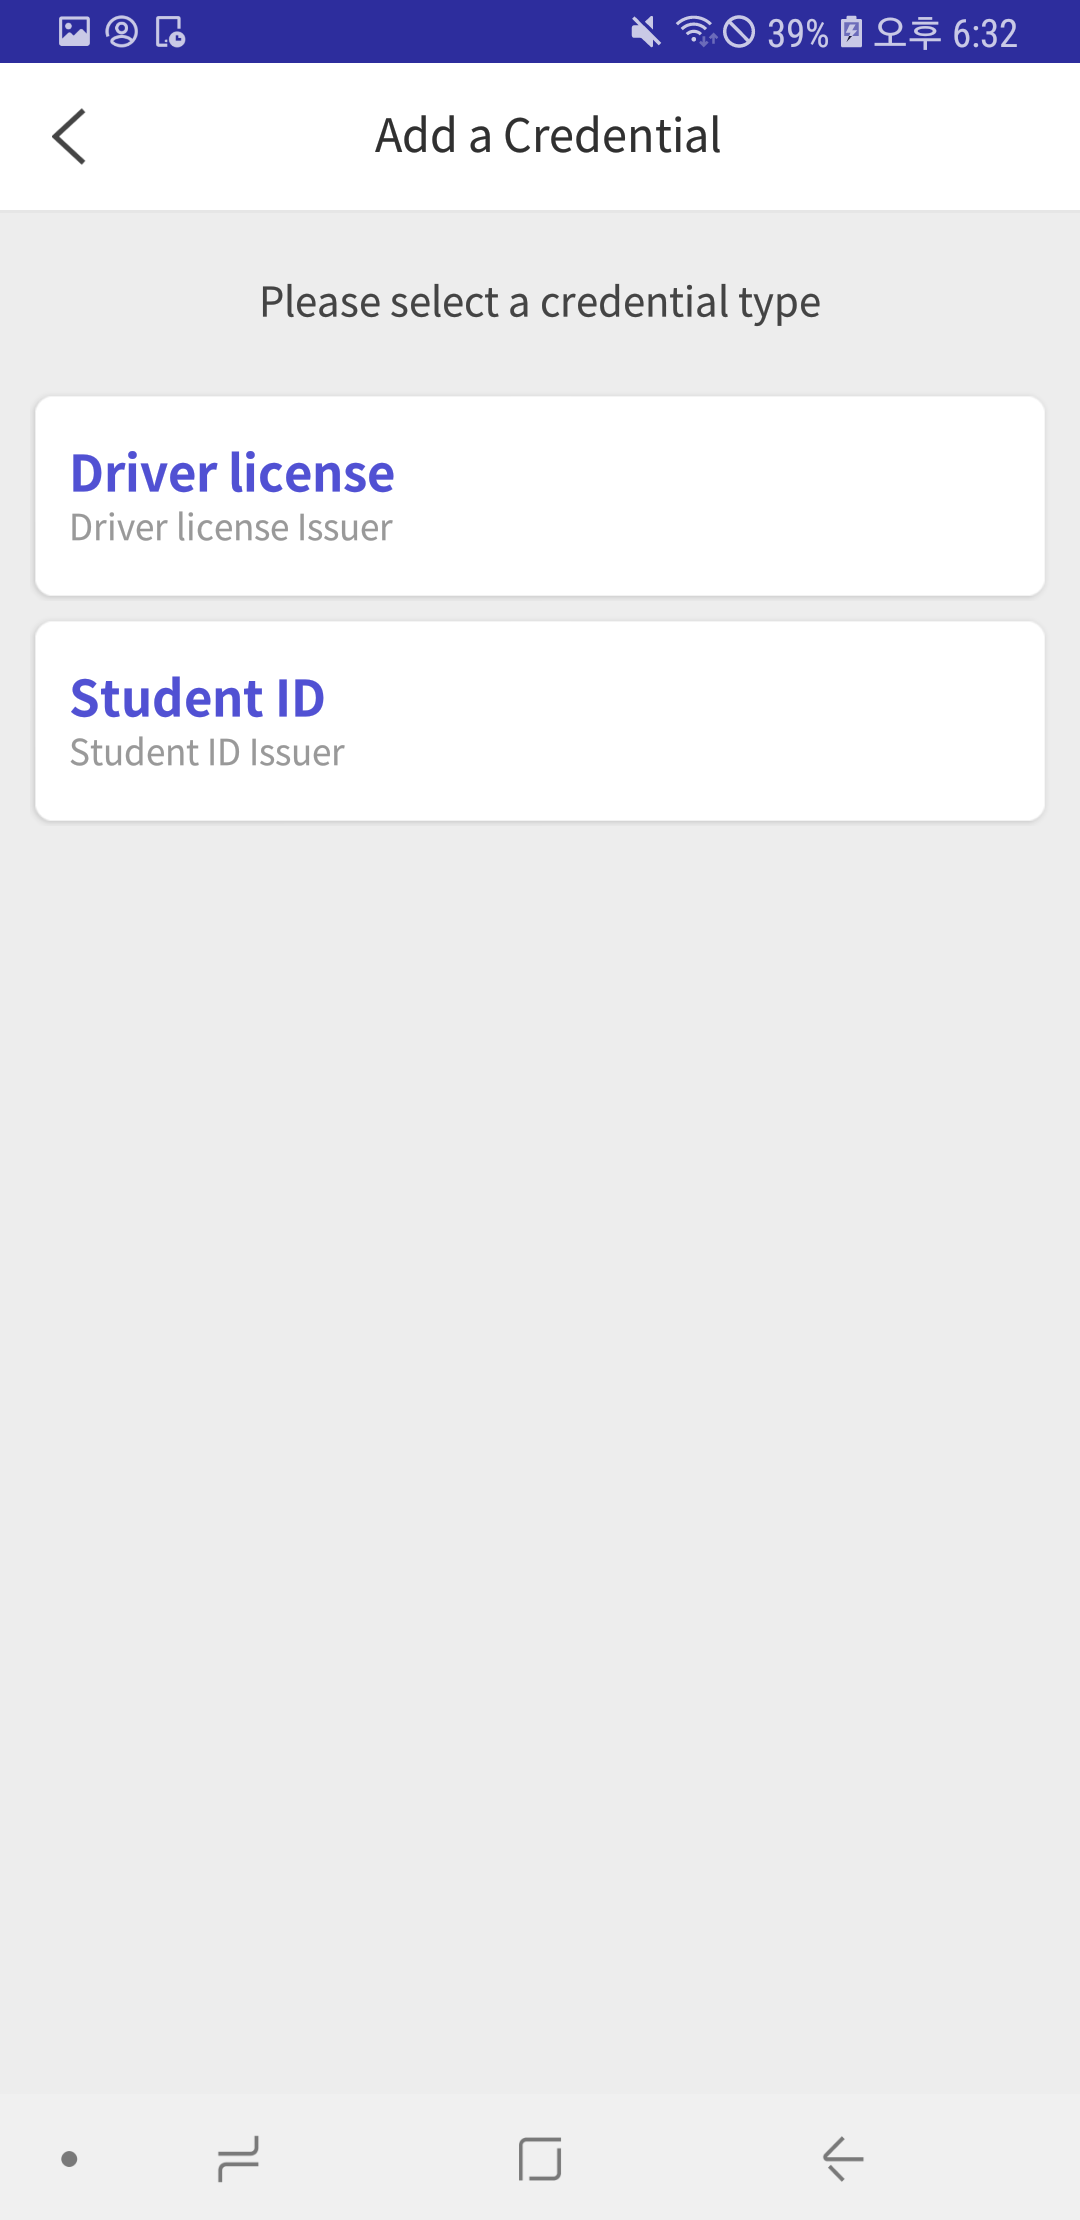 39% 오후 6:32
Add a Credential
Please select a credential type
Driver license
Driver license Issuer
Student ID
Student ID Issuer